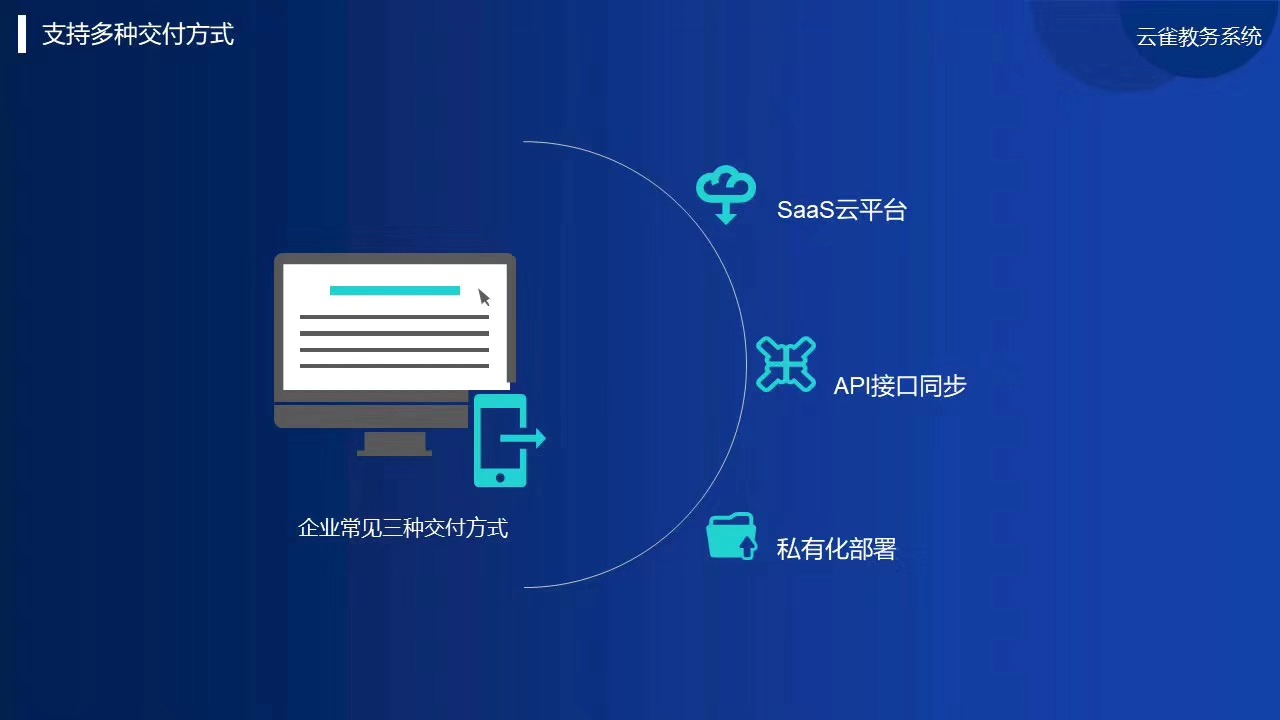 支持多种交付方式
云雀教务系统
SaaS云平台
API接口同步
私有化部署
企业常见三种交付方式